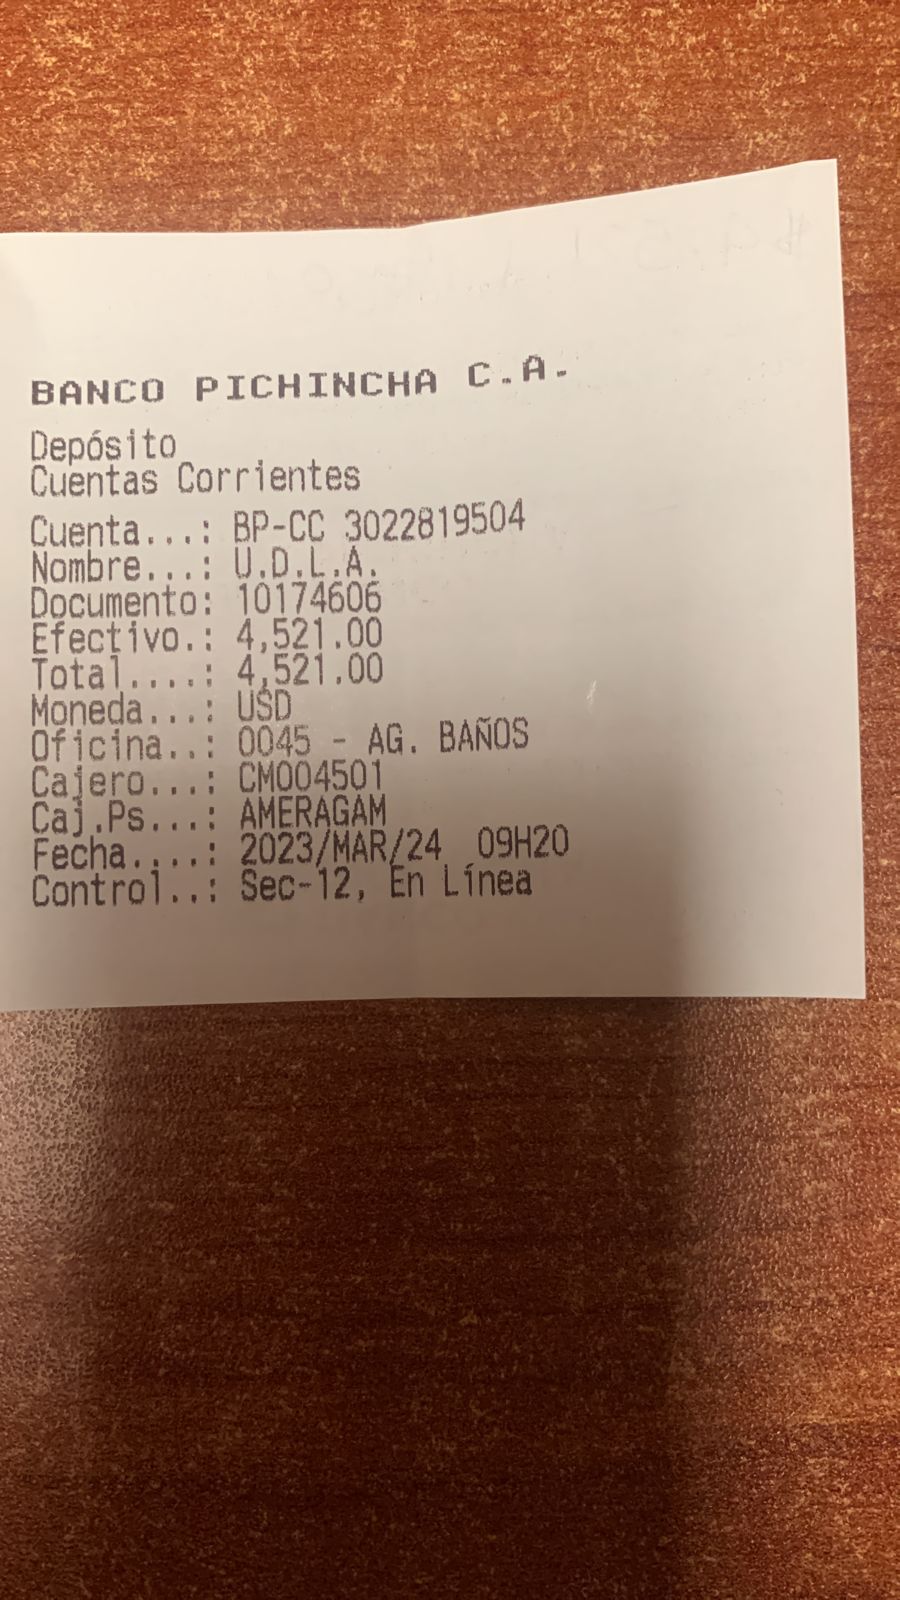 BANCO PICHINCHA C.A.
Depósito
Cuentas Corrientes
Cuenta...: BP-CC 3022819504
Nombre...: U.D.L.A.
Documento: 10174606
Efectivo.: 4,521.00
Total....: 4,521.00
Moneda...: USD
Oficina..: 0045 - AG. BAÑOS
Cajero...: CM004501
Caj.Ps...: AMERAGAM
Fecha....: 2023/MAR/24 09H20
Control..: Sec-12, En Línea